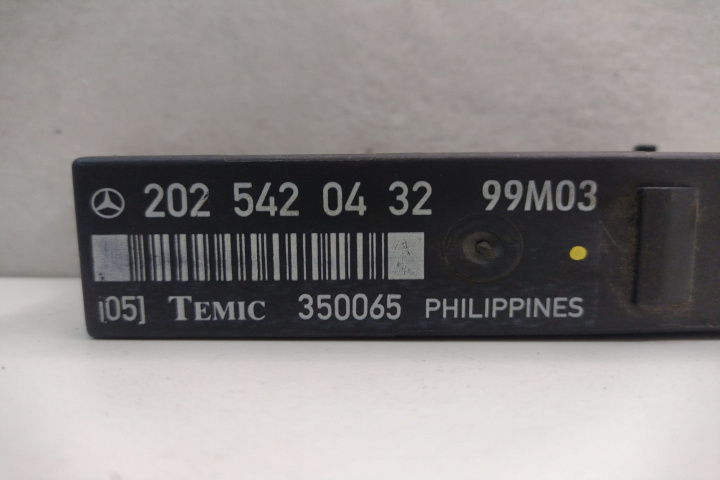 202 542 04 32 99M03
[05] TEMIC 350065 PHILIPPINES